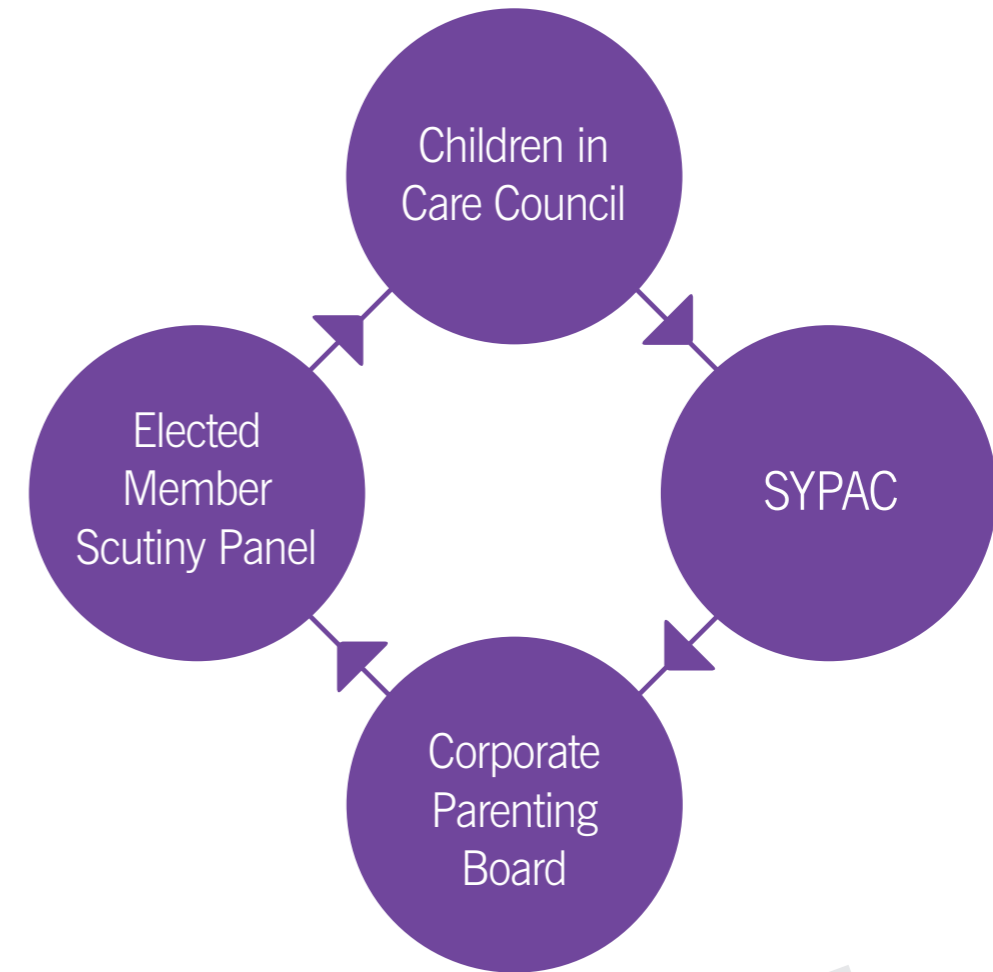 Children in
Care Council
Elected
Member
Scutiny Panel
SYPAC
Corporate
Parenting
Board